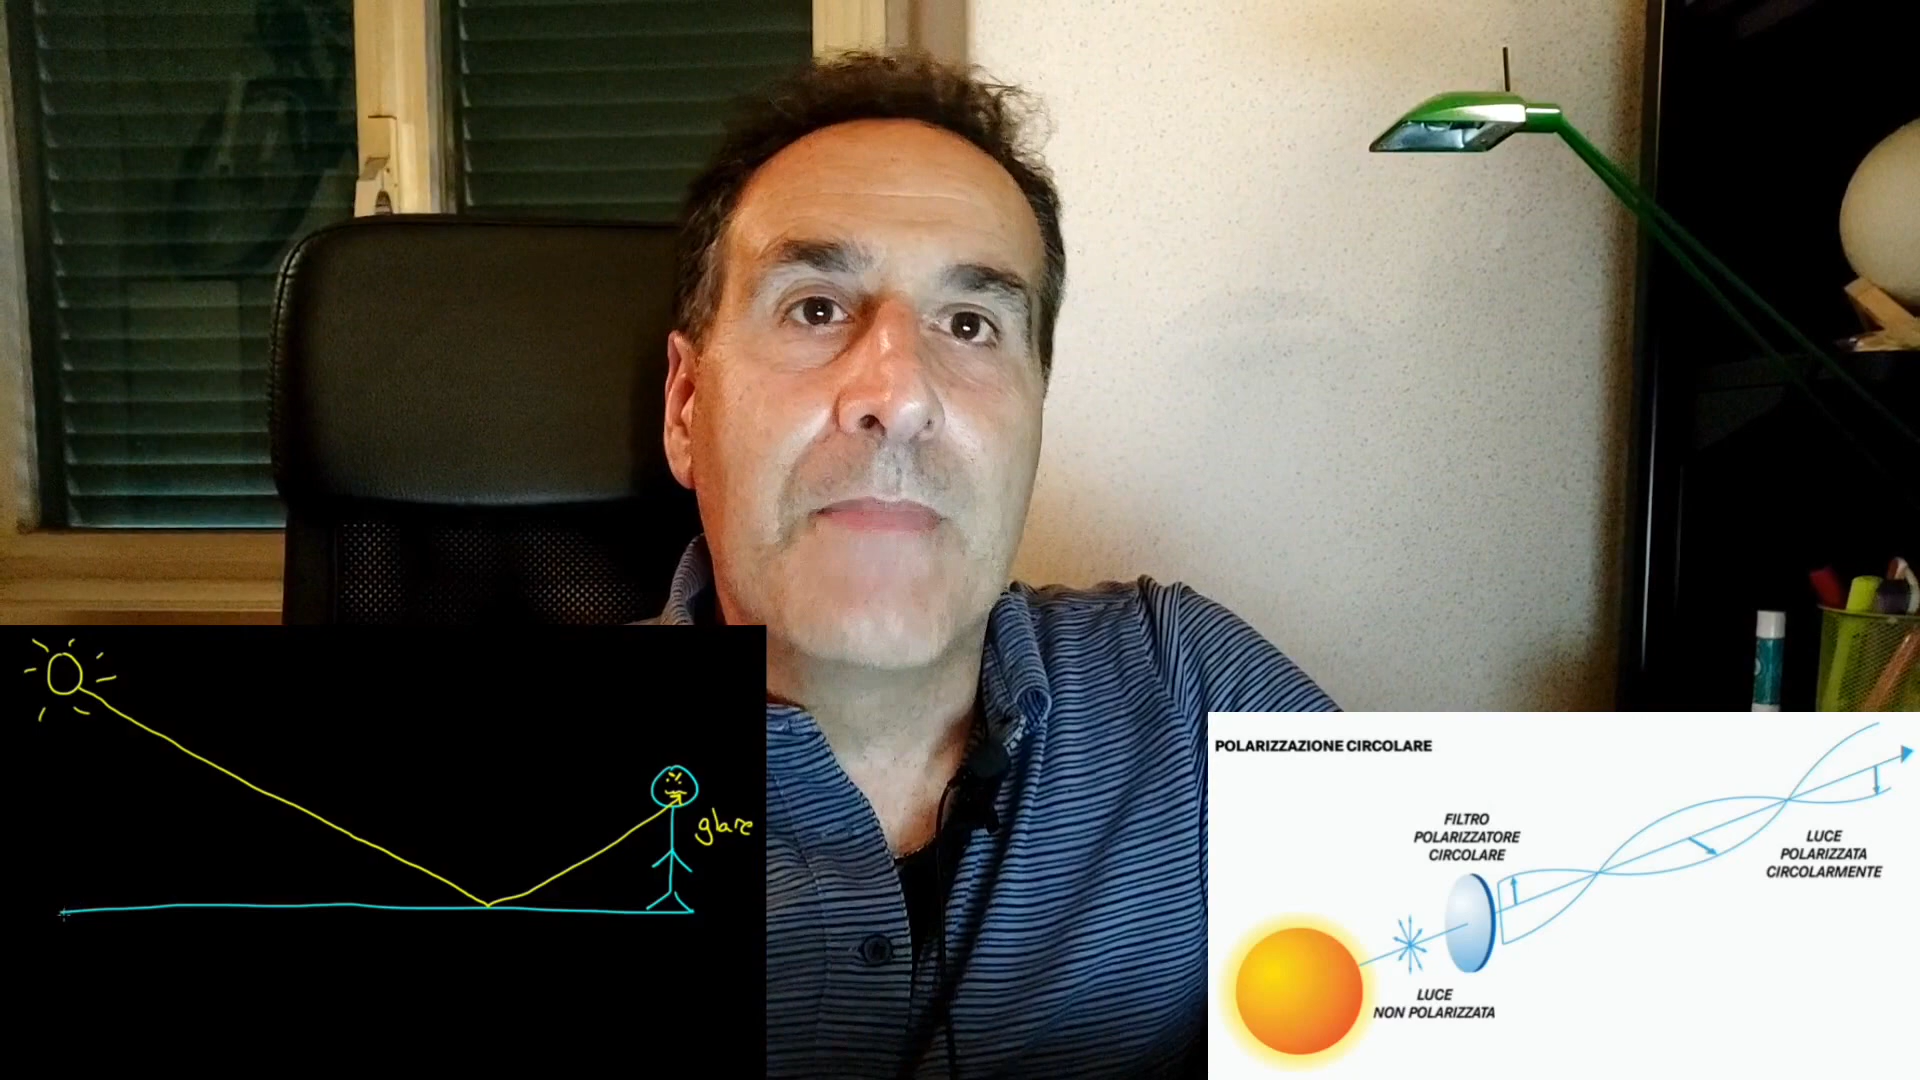 glare
POLARIZZAZIONE CIRCOLARE
FILTRO
POLARIZZATORE
CIRCOLARE
LUCE
POLARIZZATA
CIRCOLARMENTE
LUCE
NON POLARIZZATA